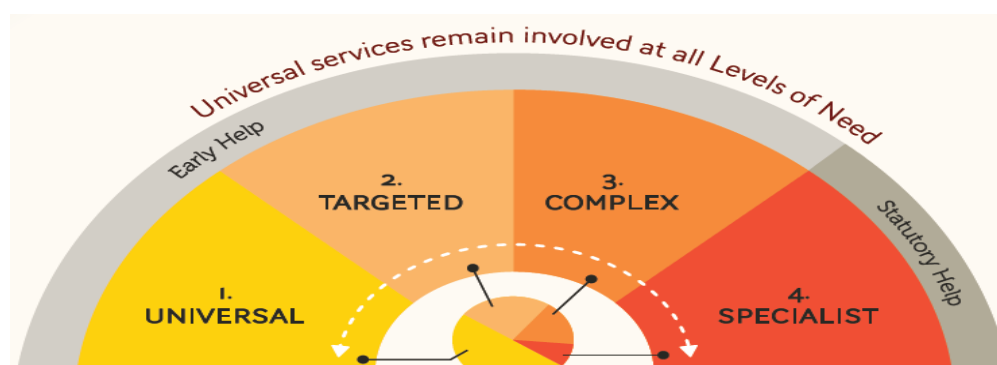 Universal services remain involved at all Levels of Need
Early Help
2.
TARGETED
3.
COMPLEX
Statutory Help
1.
UNIVERSAL
4.
SPECIALIST